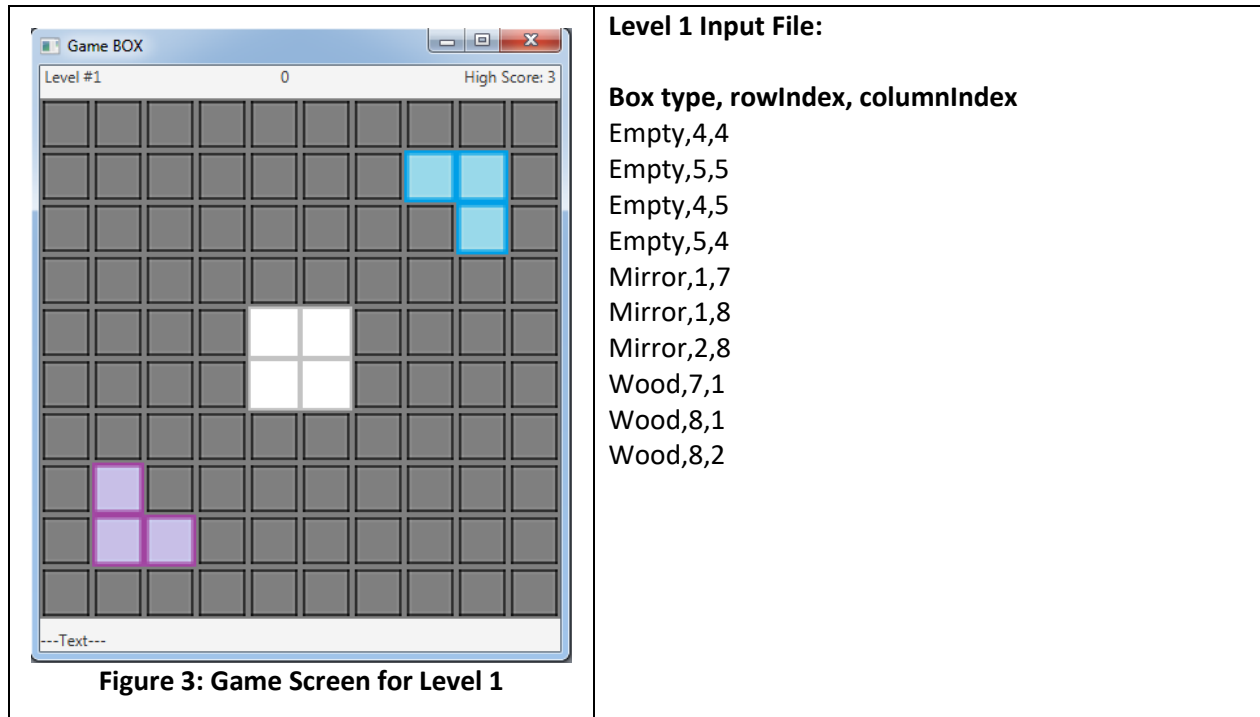 Game BOX
Level #1 0 High Score: 3
---Text---
Figure 3: Game Screen for Level 1
Level 1 Input File:
Box type, rowIndex, columnIndex
Empty,4,4
Empty,5,5
Empty,4,5
Empty,5,4
Mirror,1,7
Mirror,1,8
Mirror,2,8
Wood,7,1
Wood,8,1
Wood,8,2